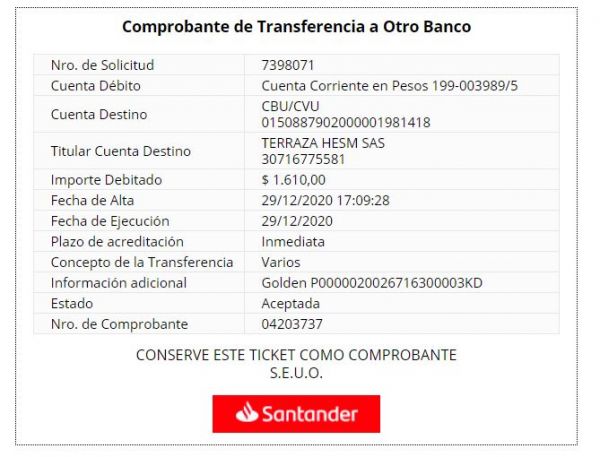 Comprobante de Transferencia a Otro Banco
Nro. de Solicitud 7398071
Cuenta Débito Cuenta Corriente en Pesos 199-003989/5
Cuenta Destino CBU/CVU
0150887902000001981418
Titular Cuenta Destino TERRAZA HESM SAS
30716775581
Importe Debitado $ 1.610,00
Fecha de Alta 29/12/2020 17:09:28
Fecha de Ejecución 29/12/2020
Plazo de acreditación Inmediata
Concepto de la Transferencia Varios
Información adicional Golden P0000020026716300003KD
Estado Aceptada
Nro. de Comprobante 04203737
CONSERVE ESTE TICKET COMO COMPROBANTE
S.E.U.O.
Santander